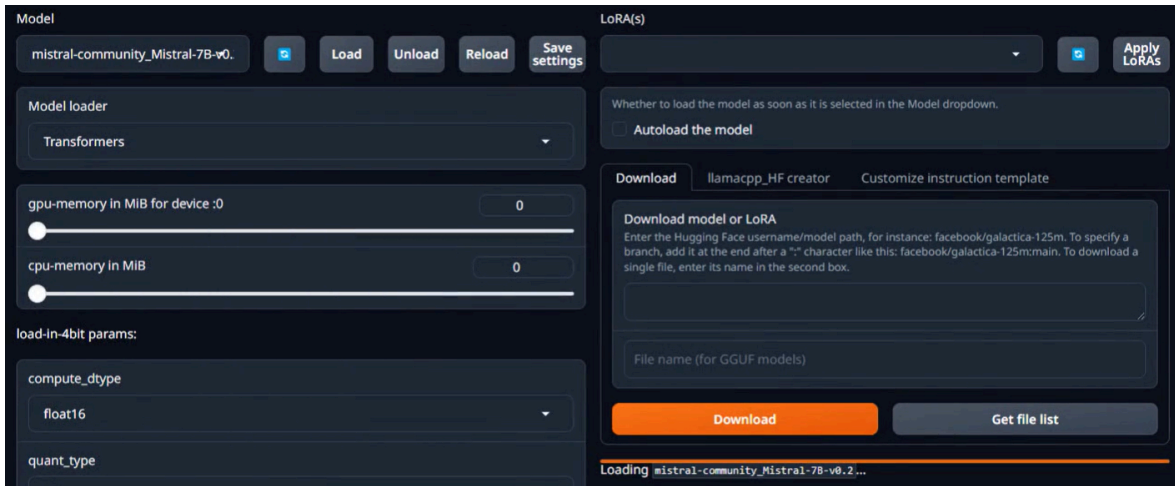 Model
mistral-community_Mistral-7B-v0.
Load
Unload
Reload
Save
settings
Model loader
Transformers
gpu-memory in MiB for device :0
0
cpu-memory in MiB
0
load-in-4bit params:
compute_dtype
float16
quant_type
LoRA(s)
Apply
LoRAs
Whether to load the model as soon as it is selected in the Model dropdown.
Autoload the model
Download
llamacpp_HF creator
Customize instruction template
Download model or LoRA
Enter the Hugging Face username/model path, for instance: facebook/galactica-125m. To specify a
branch, add it at the end after a ":" character like this: facebook/galactica-125m:main. To download a
single file, enter its name in the second box.
File name (for GGUF models)
Download
Get file list
Loading mistral-community_Mistral-7B-v0.2...